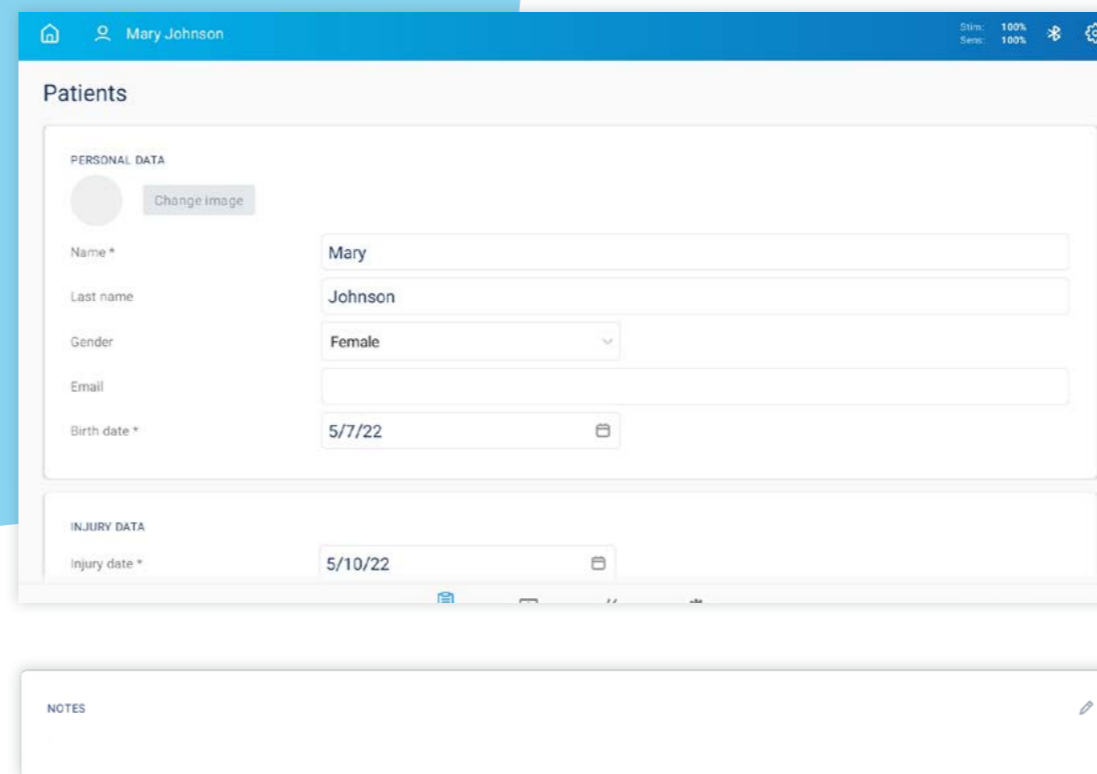 Mary Johnson
Stim: 100%
Sens: 100%
Patients
PERSONAL DATA
Change image
Name * Mary
Last name Johnson
Gender Female
Email
Birth date * 5/7/22
INJURY DATA
Injury date * 5/10/22
NOTES